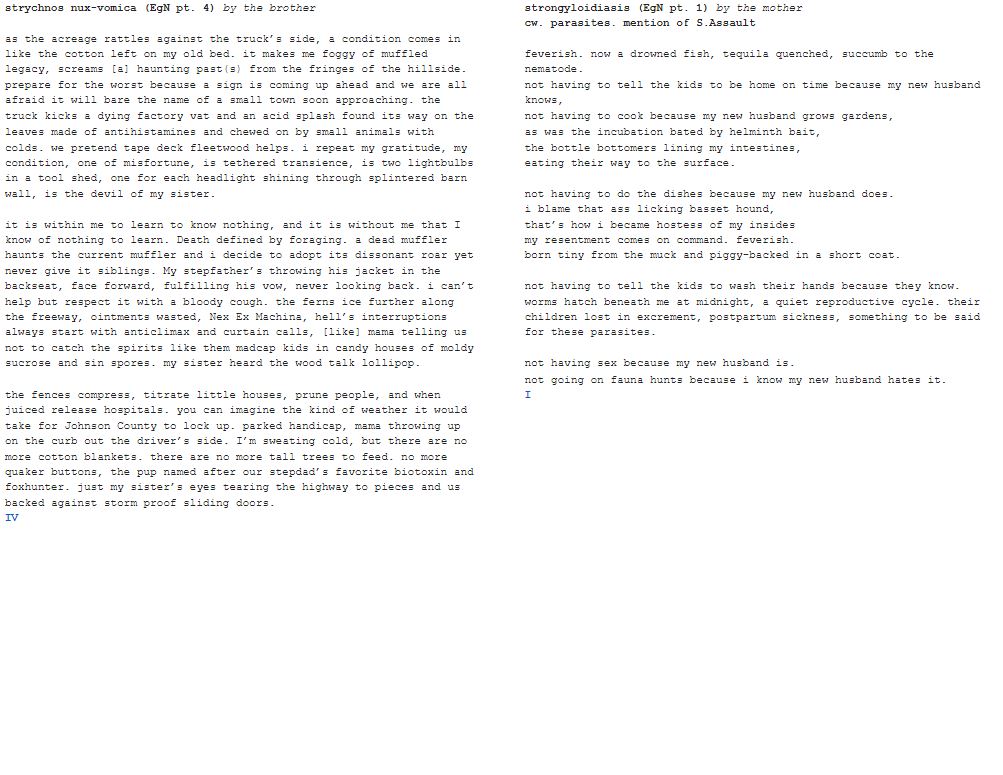 strychnos nux-vomica (EgN pt. 4) by the brother
as the acreage rattles against the truck's side, a condition comes in
like the cotton left on my old bed. it makes me foggy of muffled
legacy, screams [a] haunting past(s) from the fringes of the hillside.
prepare for the worst because a sign is coming up ahead and we are all
afraid it will bare the name of a small town soon approaching. the
truck kicks a dying factory vat and an acid splash found its way on the
leaves made of antihistamines and chewed on by small animals with
colds. we pretend tape deck fleetwood helps. i repeat my gratitude, my
condition, one of misfortune, is tethered transience, is two lightbulbs
in a tool shed, one for each headlight shining through splintered barn
wall, is the devil of my sister.
it is within me to learn to know nothing, and it is without me that I
know of nothing to learn. Death defined by foraging. a dead muffler
haunts the current muffler and i decide to adopt its dissonant roar yet
never give it siblings. My stepfather's throwing his jacket in the
backseat, face forward, fulfilling his vow, never looking back. i can't
help but respect it with a bloody cough. the ferns ice further along
the freeway, ointments wasted, Nex Ex Machina, hell's interruptions
always start with anticlimax and curtain calls, [like] mama telling us
not to catch the spirits like them madcap kids in candy houses of moldy
sucrose and sin spores. my sister heard the wood talk lollipop.
the fences compress, titrate little houses, prune people, and when
juiced release hospitals. you can imagine the kind of weather it would
take for Johnson County to lock up. parked handicap, mama throwing up
on the curb out the driver's side. I'm sweating cold, but there are no
more cotton blankets. there are no more tall trees to feed. no more
quaker buttons, the pup named after our stepdad's favorite biotoxin and
foxhunter. just my sister's eyes tearing the highway to pieces and us
backed against storm proof sliding doors.
IV
strongyloidiasis (EgN pt. 1) by the mother
cw. parasites. mention of S.Assault
feverish. now a drowned fish, tequila quenched, succumb to the
nematode.
not having to tell the kids to be home on time because my new husband
knows,
not having to cook because my new husband grows gardens,
as was the incubation bated by helminth bait,
the bottle bottomers lining my intestines,
eating their way to the surface.
not having to do the dishes because my new husband does.
i blame that ass licking basset hound,
that's how i became hostess of my insides
my resentment comes on command. feverish.
born tiny from the muck and piggy-backed in a short coat.
not having to tell the kids to wash their hands because they know.
worms hatch beneath me at midnight, a quiet reproductive cycle. their
children lost in excrement, postpartum sickness, something to be said
for these parasites.
not having sex because my new husband is.
not going on fauna hunts because i know my new husband hates it.
I